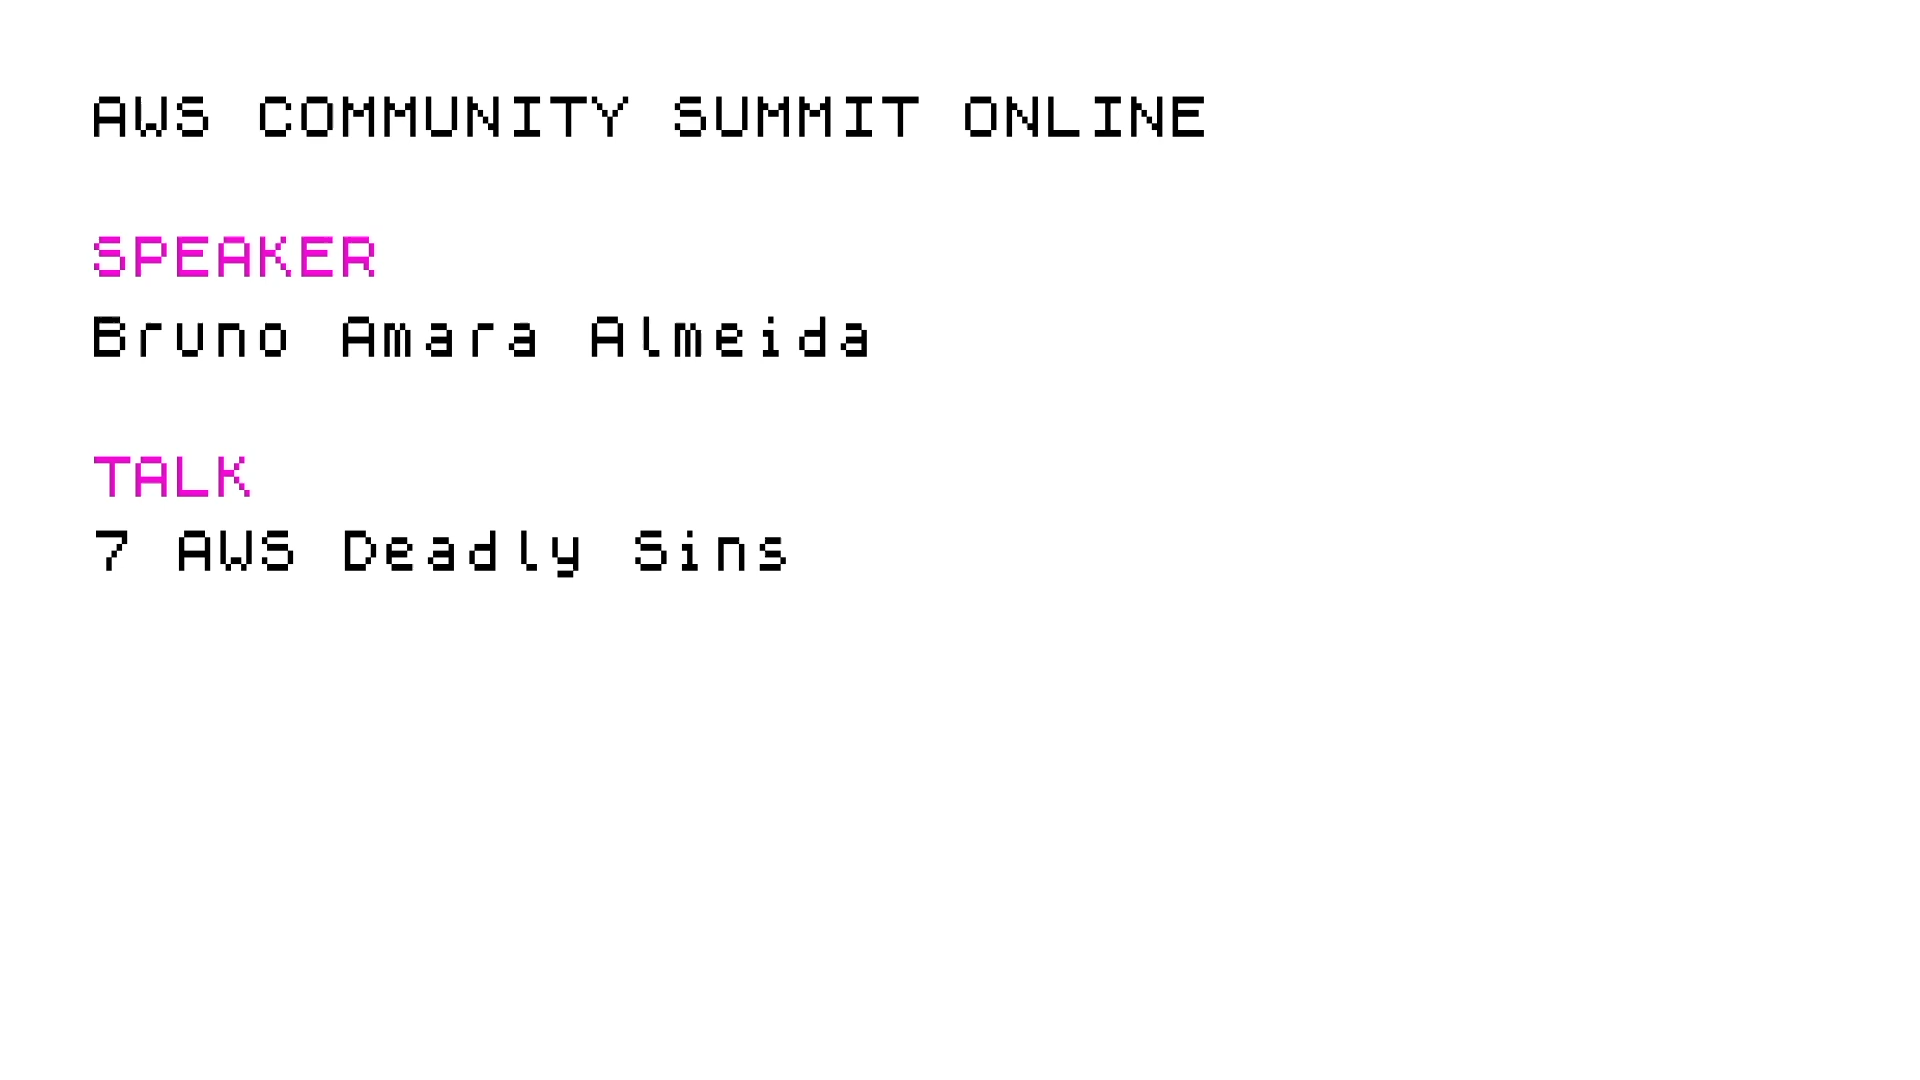 AWS COMMUNITY SUMMIT ONLINE
SPEAKER
Bruno Amara Almeida
TALK
7 AWS Deadly Sins